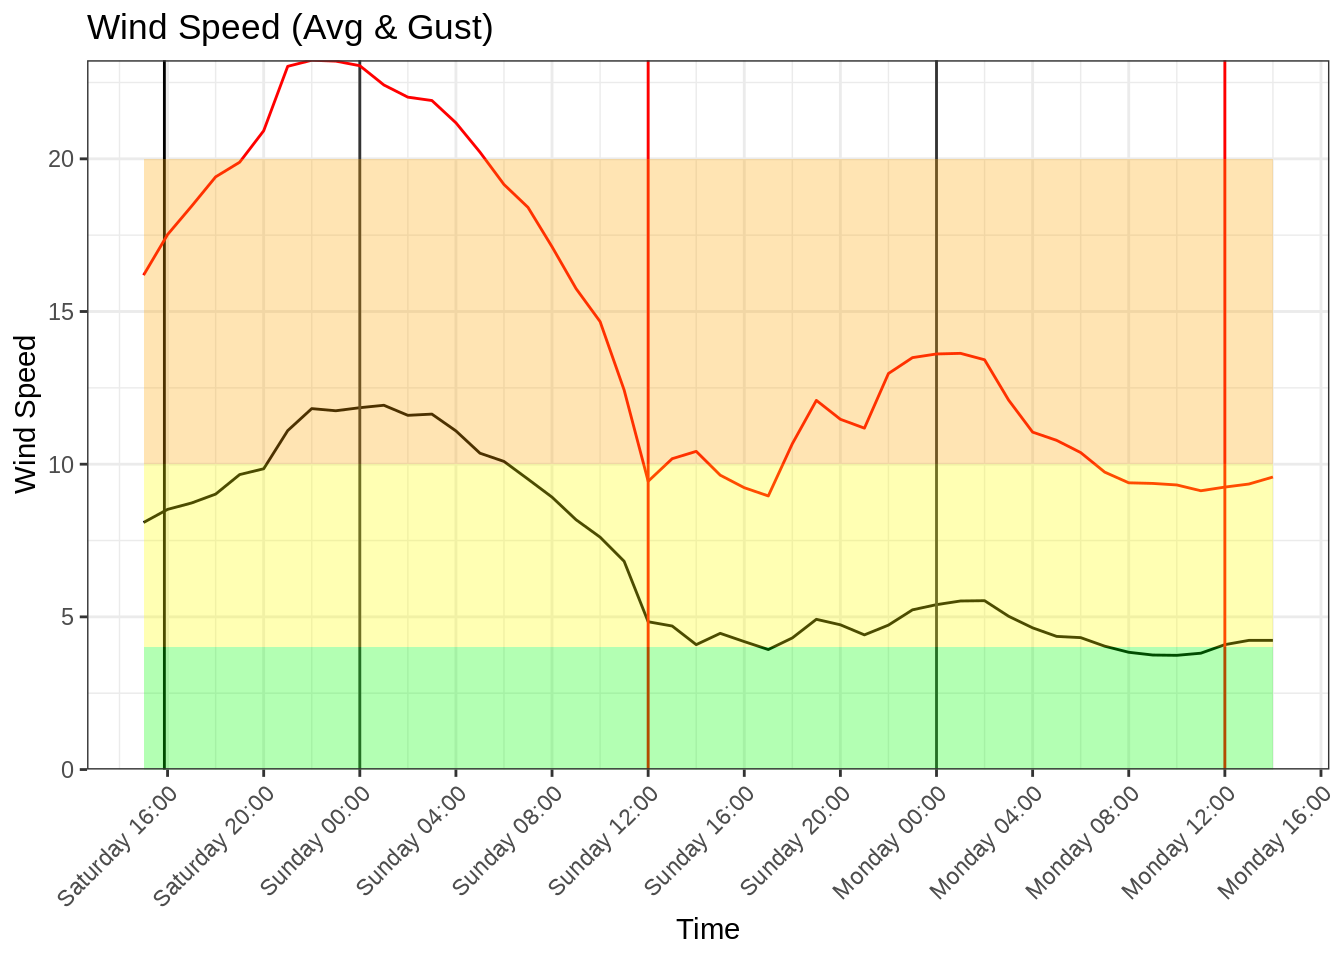 Wind Speed (Avg & Gust)
Wind Speed
20
15
10
5
0
Saturday 16:00
Saturday 20:00
Sunday 00:00
Sunday 04:00
Sunday 08:00
Sunday 12:00
Sunday 16:00
Sunday 20:00
Monday 00:00
Monday 04:00
Monday 08:00
Monday 12:00
Monday 16:00
Time